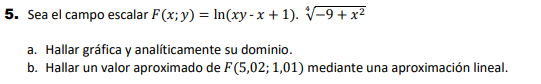 5. Sea el campo escalar F(x; y) = ln(xy - x + 1). ∜(−9 + x²)
a. Hallar gráfica y analíticamente su dominio.
b. Hallar un valor aproximado de F(5,02; 1,01) mediante una aproximación lineal.